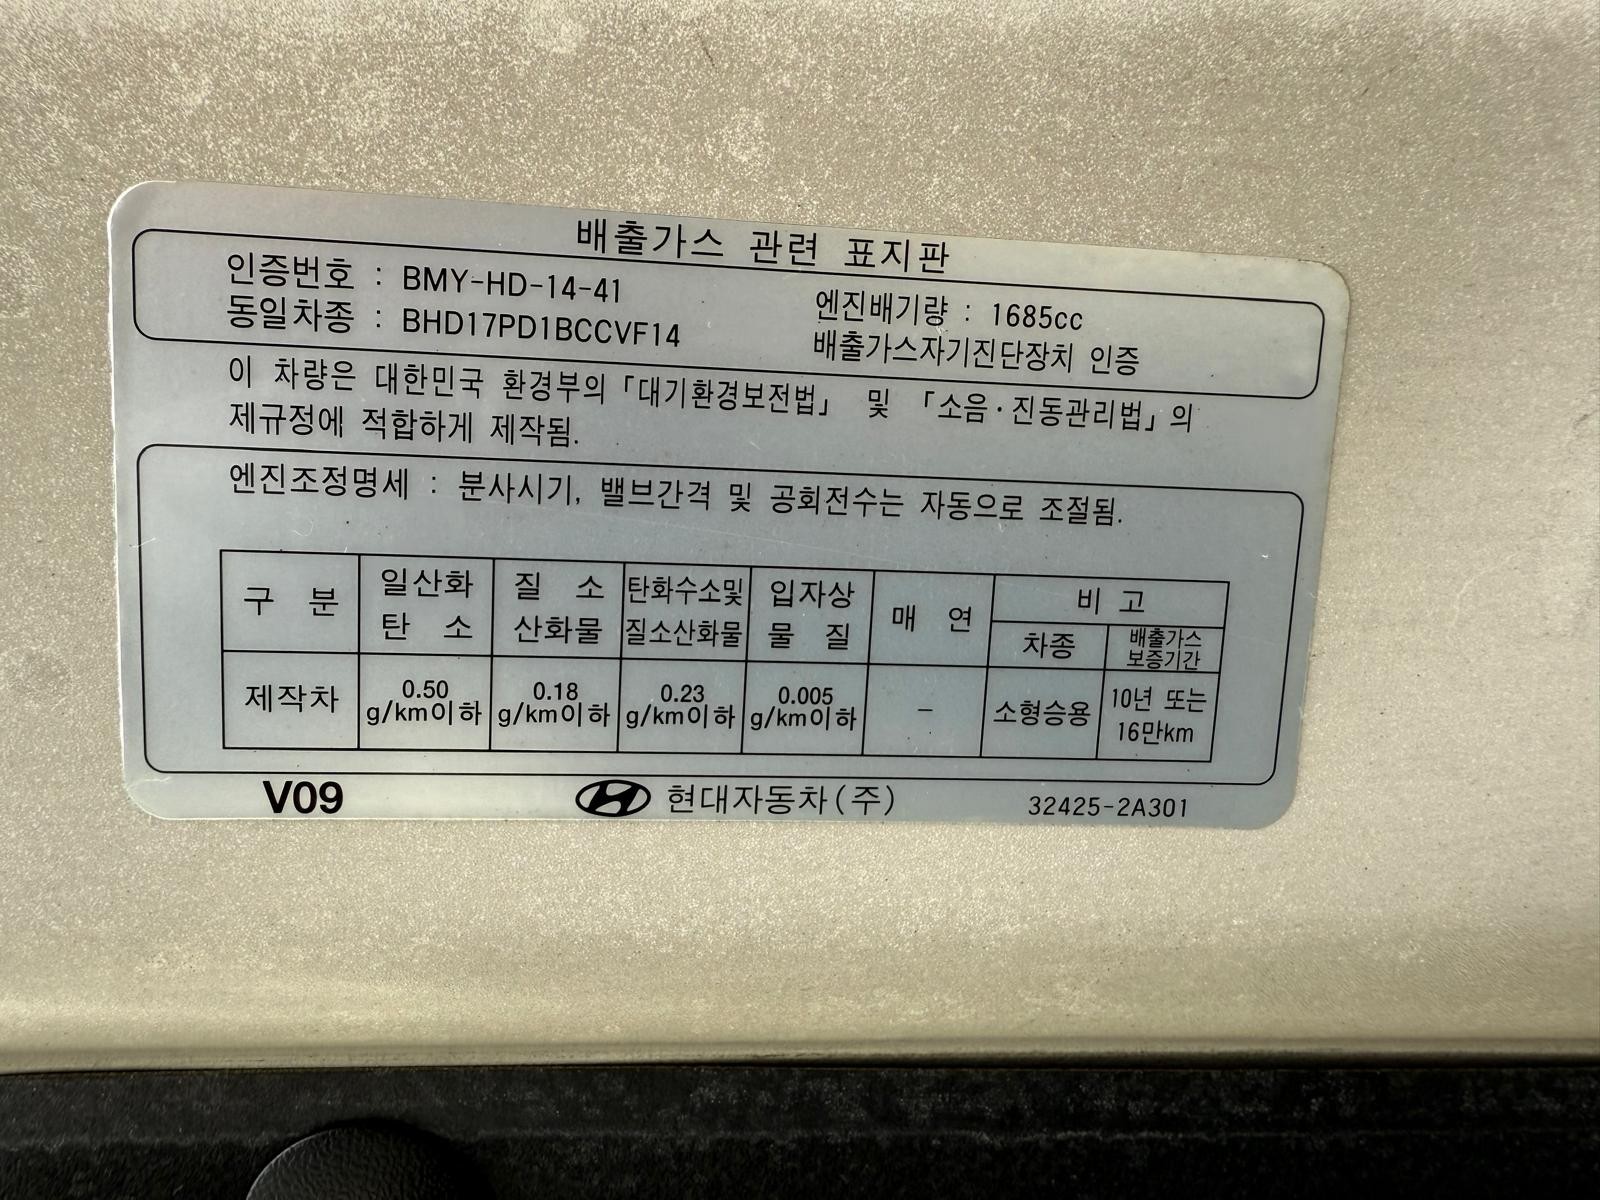 배출가스 관련 표지판
인증번호 : BMY-HD-14-41
동일차종 : BHD17PD1BCCVF14
엔진배기량 : 1685cc
배출가스자기진단장치 인증
이 차량은 대한민국 환경부의「대기환경보전법」 및 「소음·진동관리법」의
제규정에 적합하게 제작됨.
엔진조정명세 : 분사시기, 밸브간격 및 공회전수는 자동으로 조절됨.
구 분
일산화
탄 소
질 소
산화물
탄화수소및
질소산화물
입자상
물 질
매 연
비 고
차종
배출가스
보증기간
제작차
0.50
g/km이하
0.18
g/km이하
0.23
g/km이하
0.005
g/km이하
–
소형승용
10년 또는
16만km
V09
현대자동차(주)
32425-2A301